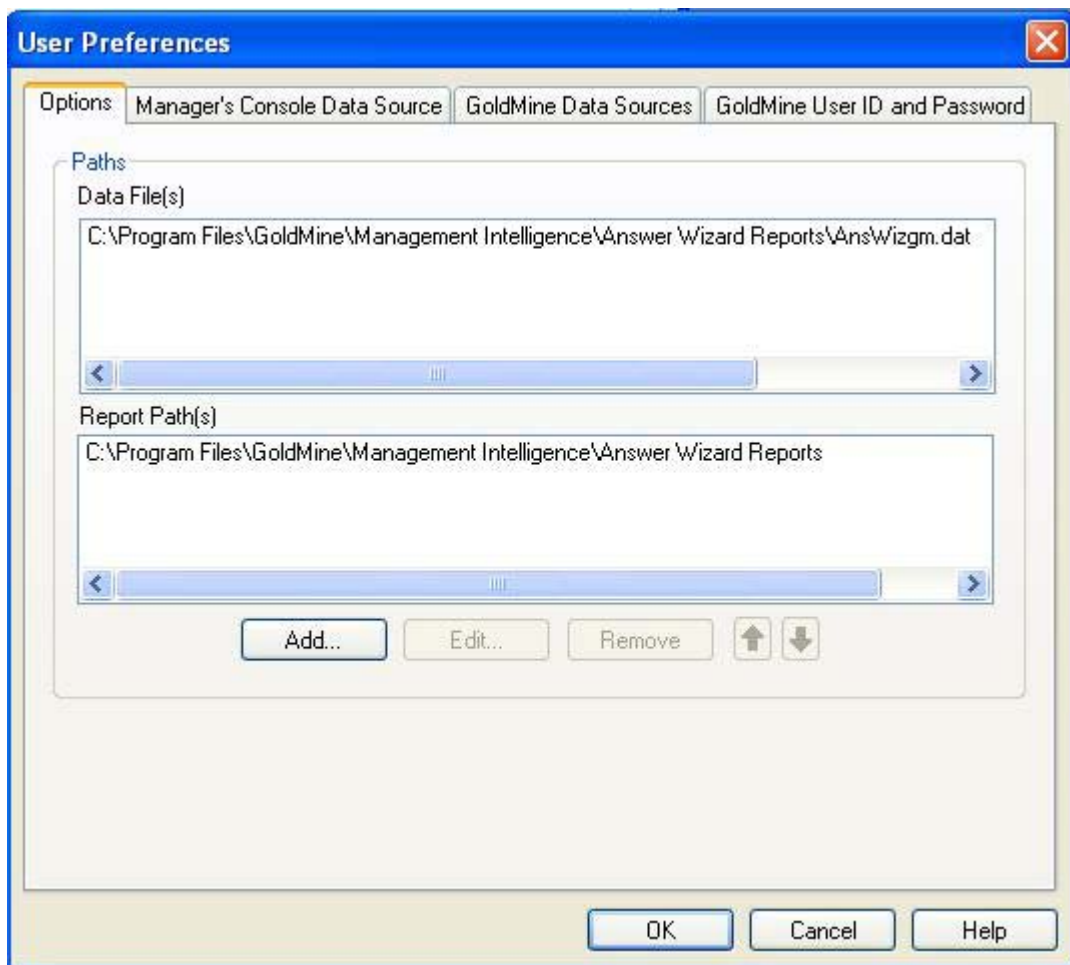 User Preferences
Options Manager's Console Data Source GoldMine Data Sources GoldMine User ID and Password
Paths
Data File(s)
C:\Program Files\GoldMine\Management Intelligence\Answer Wizard Reports\AnsWizgm.dat
Report Path(s)
C:\Program Files\GoldMine\Management Intelligence\Answer Wizard Reports
Add... Edit... Remove
OK Cancel Help